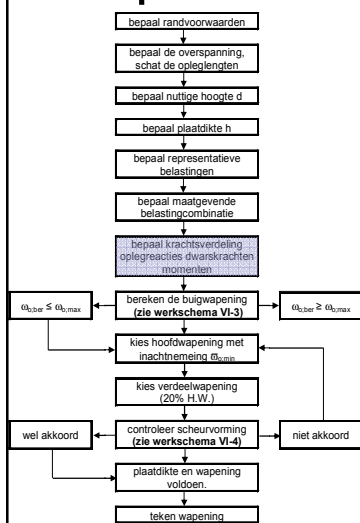 bepaal randvoorwaarden
bepaal de overspanning,
schat de opleglengten
bepaal nuttige hoogte d
bepaal plaatdikte h
bepaal representatieve
belastingen
bepaal maatgevende
belastingcombinatie
bepaal krachtsverdeling
oplegreacties dwarskrachten
momenten
ω₀;ber ≤ ω₀;max
bereken de buigwapening
(zie werkschema VI-3)
ω₀;ber ≥ ω₀;max
kies hoofdwapening met
inachtnemeing ϖ₀;min
kies verdeelwapening
(20% H.W.)
wel akkoord
controleer scheurvorming
(zie werkschema VI-4)
niet akkoord
plaatdikte en wapening
voldoen.
teken wapening